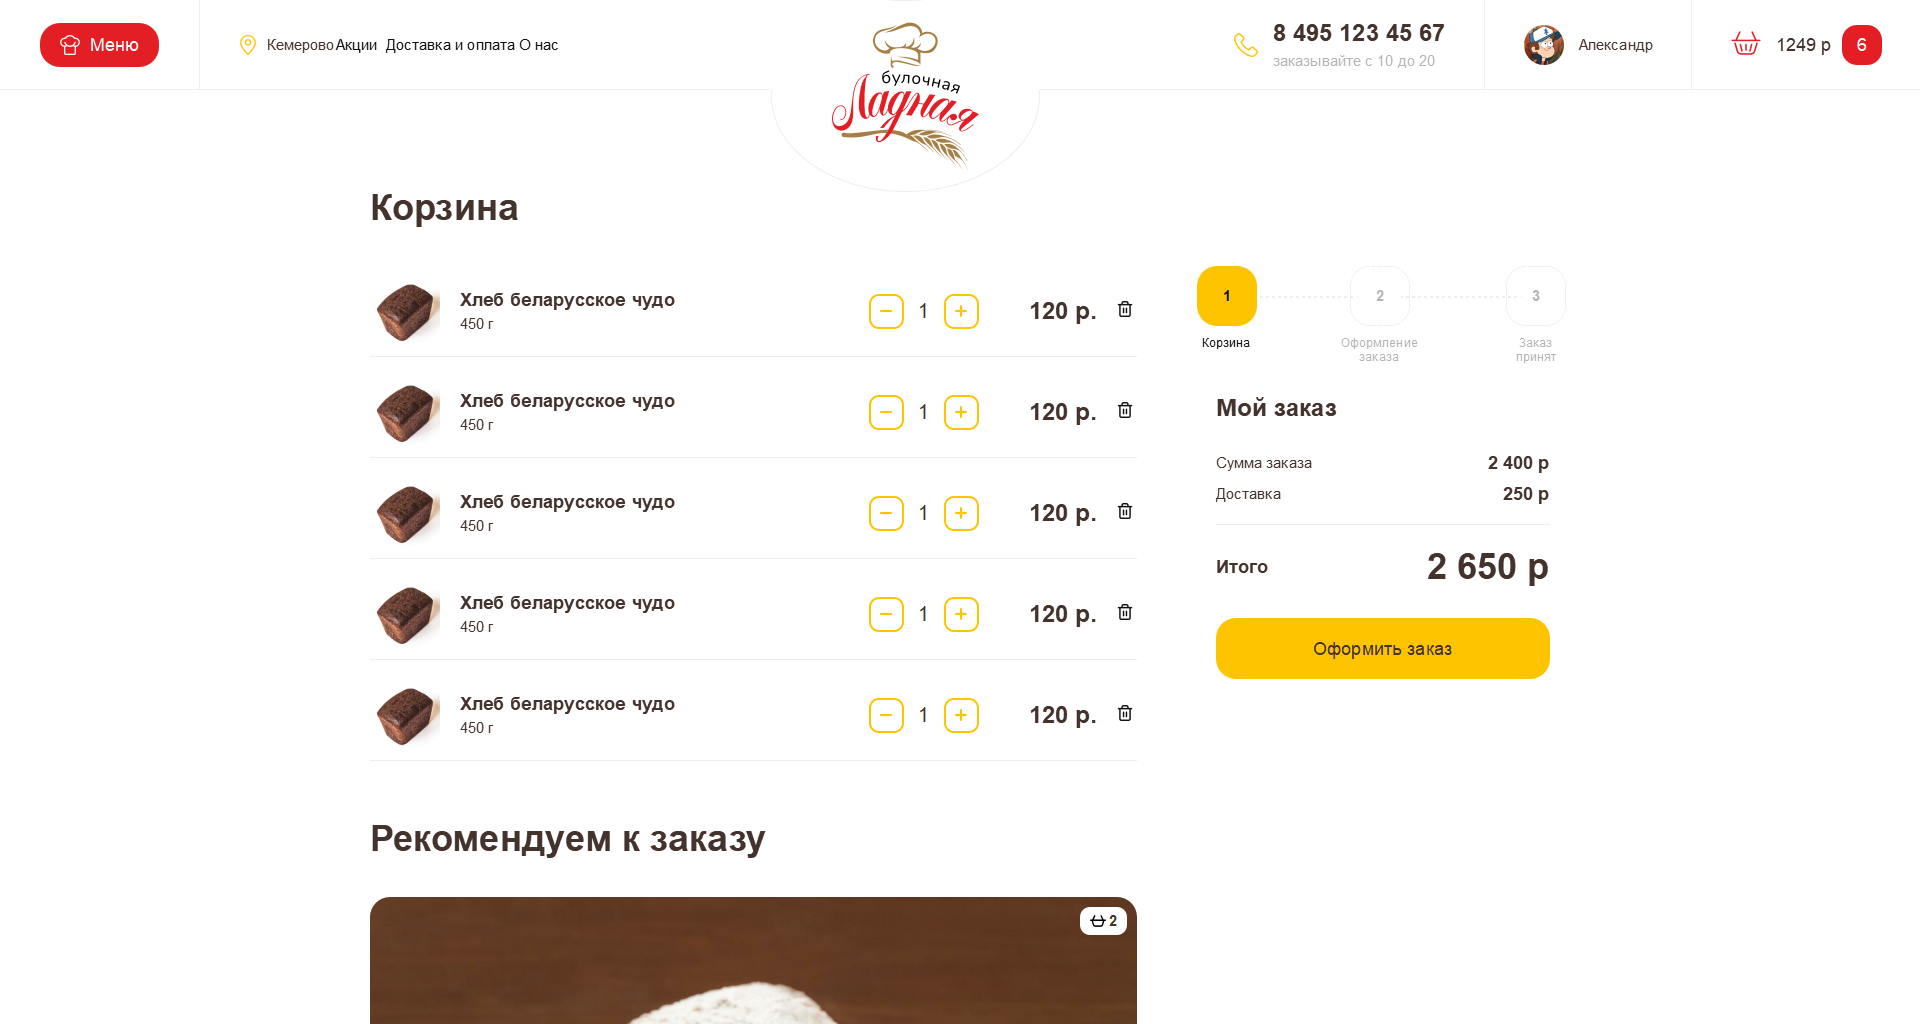 Меню
Кемерово Акции Доставка и оплата О нас
булочная
Ладная
8 495 123 45 67
заказывайте с 10 до 20
Александр
1249 р 6
Корзина
Хлеб беларусское чудо
450 г
1
120 р.
Хлеб беларусское чудо
450 г
1
120 р.
Хлеб беларусское чудо
450 г
1
120 р.
Хлеб беларусское чудо
450 г
1
120 р.
Хлеб беларусское чудо
450 г
1
120 р.
1
2
3
Корзина
Оформление
заказа
Заказ
принят
Мой заказ
Сумма заказа 2 400 р
Доставка 250 р
Итого 2 650 р
Оформить заказ
Рекомендуем к заказу
2